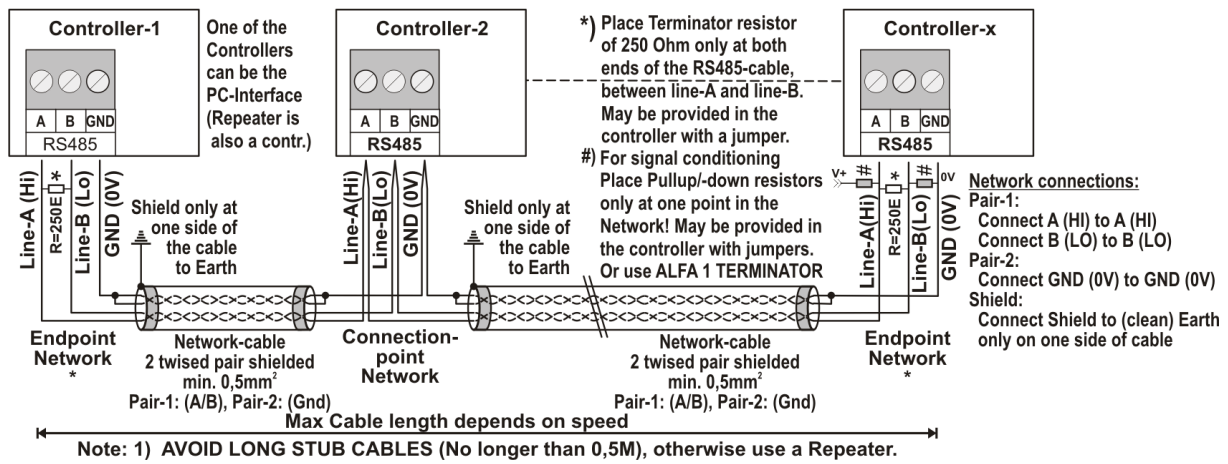 Controller-1
A B GND
RS485
One of the
Controllers
can be the
PC-Interface
(Repeater is
also a contr.)
Controller-2
A B GND
RS485
*) Place Terminator resistor
of 250 Ohm only at both
ends of the RS485-cable,
between line-A and line-B.
May be provided in the
controller with a jumper.
#) For signal conditioning
Place Pullup/-down resistors
only at one point in the
Network! May be provided in
the controller with jumpers.
Or use ALFA 1 TERMINATOR
Controller-x
A B GND
RS485
Line-A (Hi)
R=250E *
Line-B (Lo)
GND (0V)
Shield only at
one side of
the cable
to Earth
Line-A(Hi)
Line-B(Lo)
GND (0V)
Shield only at
one side of
the cable
to Earth
V+ # * # 0V
Line-A(Hi)
R=250E
Line-B(Lo)
GND (0V)
Network connections:
Pair-1:
Connect A (HI) to A (HI)
Connect B (LO) to B (LO)
Pair-2:
Connect GND (0V) to GND (0V)
Shield:
Connect Shield to (clean) Earth
only on one side of cable
Endpoint
Network
*
Network-cable
2 twised pair shielded
min. 0,5mm²
Pair-1: (A/B), Pair-2: (Gnd)
Connection-
point
Network
Network-cable
2 twised pair shielded
min. 0,5mm²
Pair-1: (A/B), Pair-2: (Gnd)
Endpoint
Network
*
Max Cable length depends on speed
Note: 1) AVOID LONG STUB CABLES (No longer than 0,5M), otherwise use a Repeater.